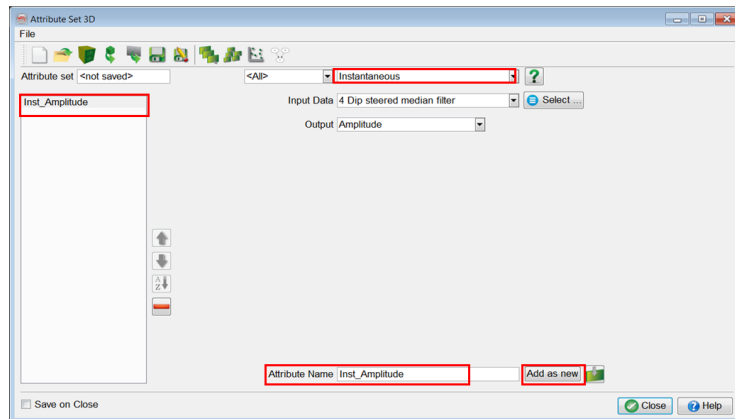 Attribute Set 3D
File
Attribute set <not saved> <All> Instantaneous ?
Inst_Amplitude
Input Data 4 Dip steered median filter Select ...
Output Amplitude
A
Z
Attribute Name Inst_Amplitude Add as new
Save on Close
Close ? Help